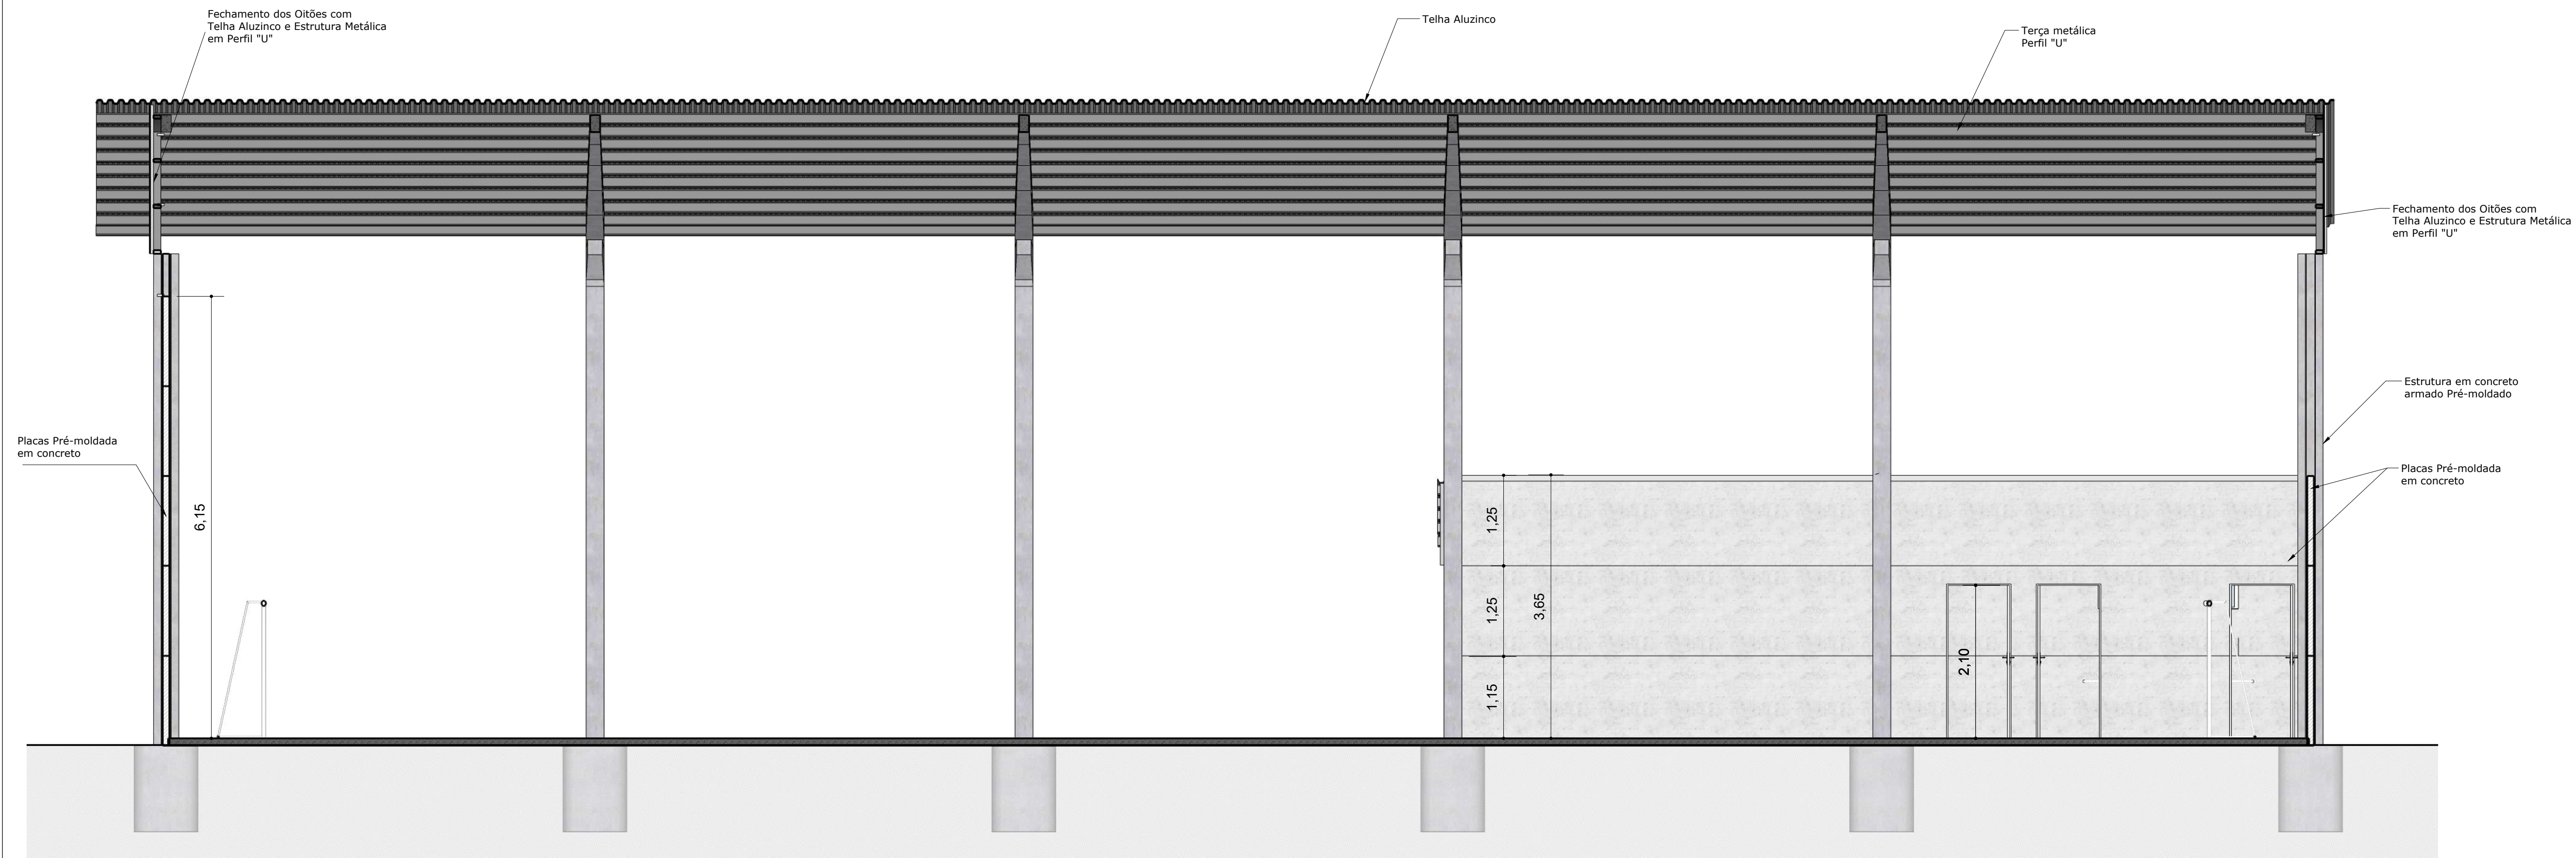 Fechamento dos Oitões com
Telha Aluzinco e Estrutura Metálica
em Perfil "U"
Telha Aluzinco
Terça metálica
Perfil "U"
Fechamento dos Oitões com
Telha Aluzinco e Estrutura Metálica
em Perfil "U"
Estrutura em concreto
armado Pré-moldado
Placas Pré-moldada
em concreto
Placas Pré-moldada
em concreto
6,15
1,25
1,25
3,65
1,15
2,10